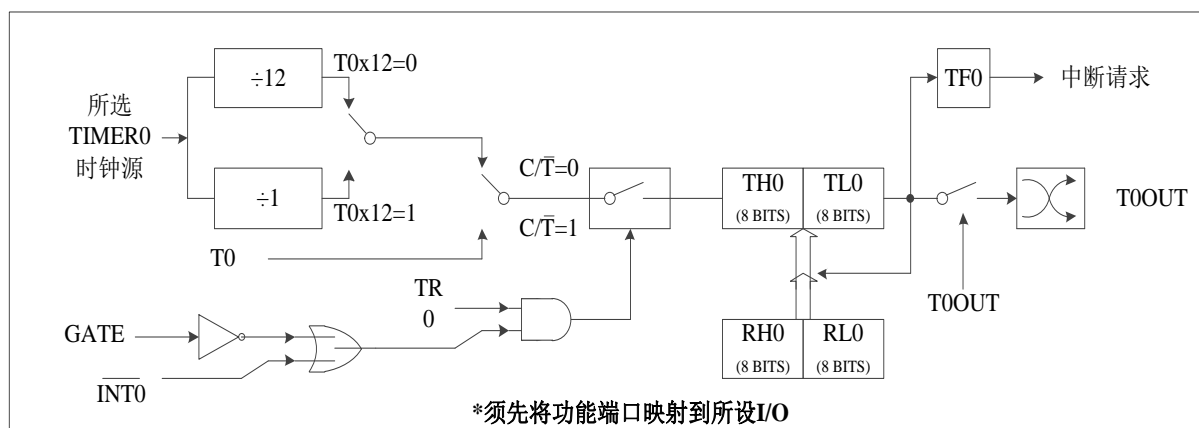 ÷12
T0x12=0
所选
TIMER0
时钟源
÷1
T0x12=1
T0
C/T̅=0
C/T̅=1
TH0
(8 BITS)
TL0
(8 BITS)
TF0
中断请求
T0OUT
T0OUT
TR
0
GATE
I̅N̅T̅0̅
RH0
(8 BITS)
RL0
(8 BITS)
*须先将功能端口映射到所设I/O